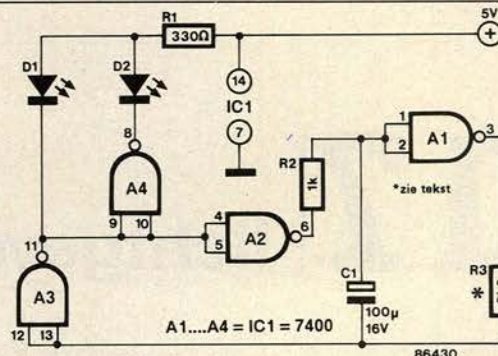 R1
330Ω
5V
+
D1
D2
14
IC1
7
8
A4
9 10
11
A3
12 13
4
5
A2
6
R2
1k
1
2
A1
3
*zie tekst
C1
100µ
16V
R3
*
A1....A4 = IC1 = 7400
86430